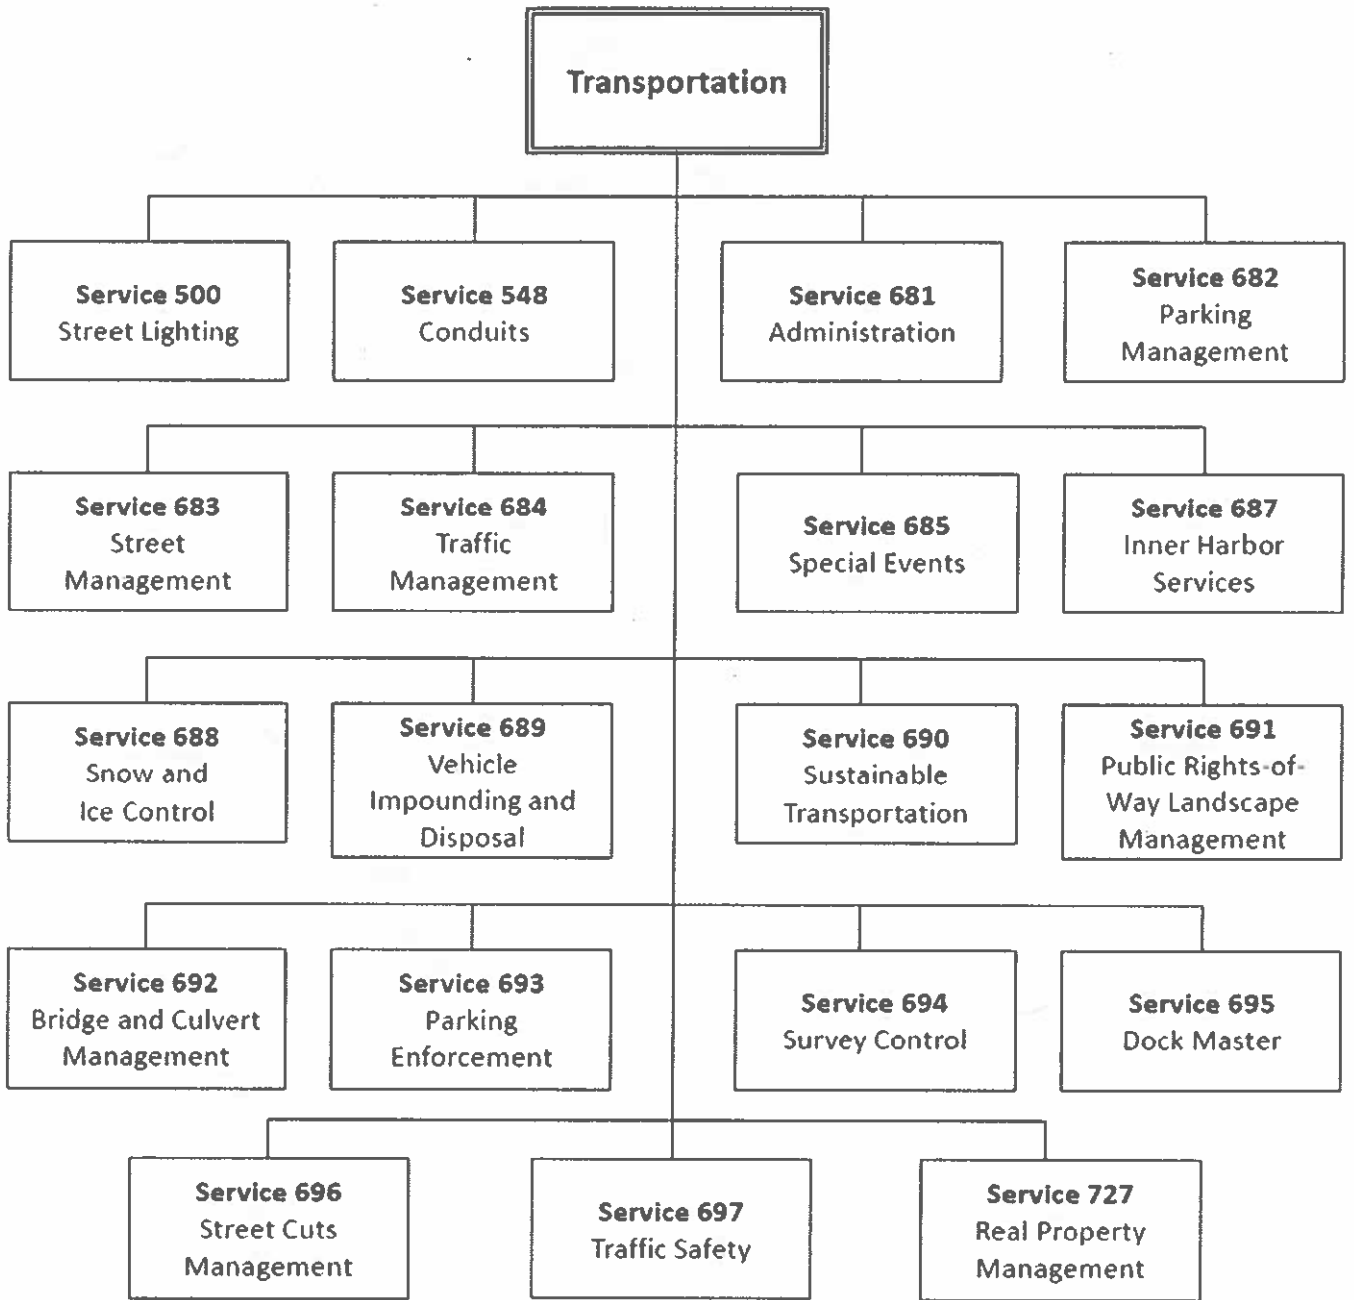 Transportation
Service 500
Street Lighting
Service 548
Conduits
Service 681
Administration
Service 682
Parking
Management
Service 683
Street
Management
Service 684
Traffic
Management
Service 685
Special Events
Service 687
Inner Harbor
Services
Service 688
Snow and
Ice Control
Service 689
Vehicle
Impounding and
Disposal
Service 690
Sustainable
Transportation
Service 691
Public Rights-of-
Way Landscape
Management
Service 692
Bridge and Culvert
Management
Service 693
Parking
Enforcement
Service 694
Survey Control
Service 695
Dock Master
Service 696
Street Cuts
Management
Service 697
Traffic Safety
Service 727
Real Property
Management